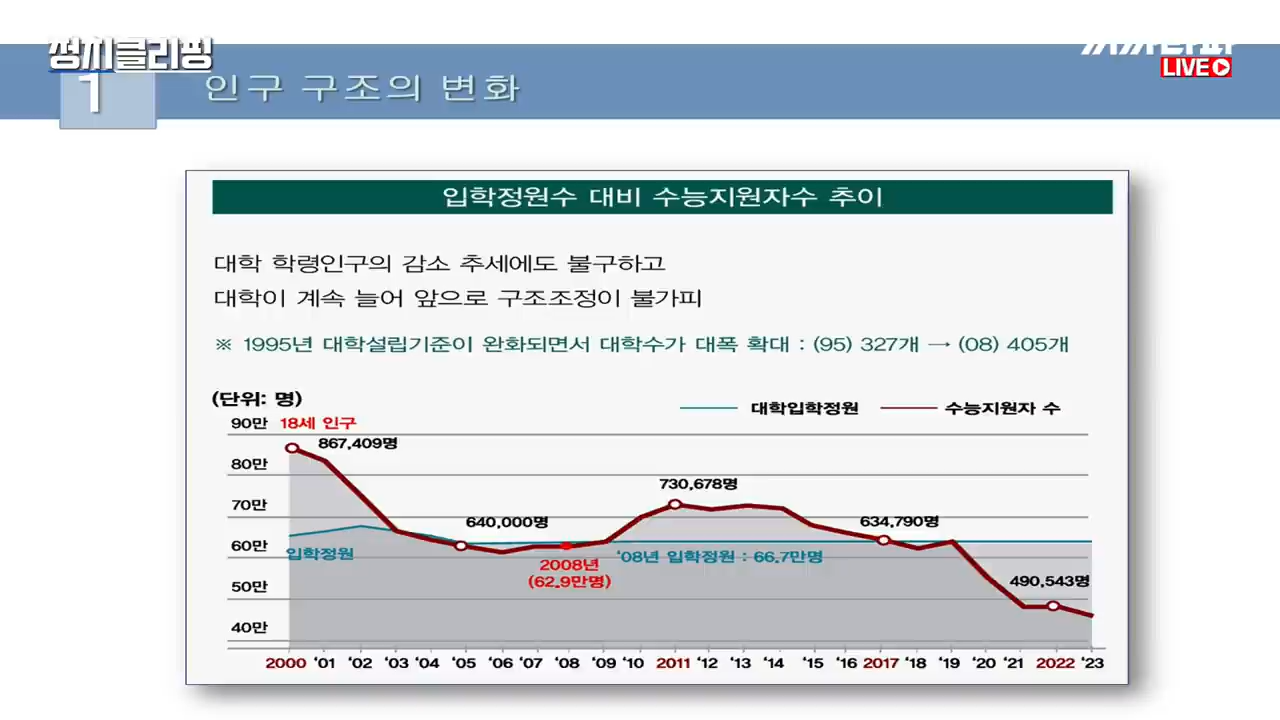 정치클리핑
LIVE
1
인구 구조의 변화
입학정원수 대비 수능지원자수 추이
대학 학령인구의 감소 추세에도 불구하고
대학이 계속 늘어 앞으로 구조조정이 불가피
※ 1995년 대학설립기준이 완화되면서 대학수가 대폭 확대 : (95) 327개 → (08) 405개
(단위: 명)
대학입학정원
수능지원자 수
90만
18세 인구
867,409명
80만
730,678명
70만
640,000명
634,790명
60만
입학정원
‘08년 입학정원 : 66.7만명
2008년
(62.9만명)
490,543명
50만
40만
2000 ‘01 ‘02 ‘03 ‘04 ‘05 ‘06 ‘07 ‘08 ‘09 ‘10 2011 ‘12 ‘13 ‘14 ‘15 ‘16 2017 ‘18 ‘19 ‘20 ‘21 2022 ‘23